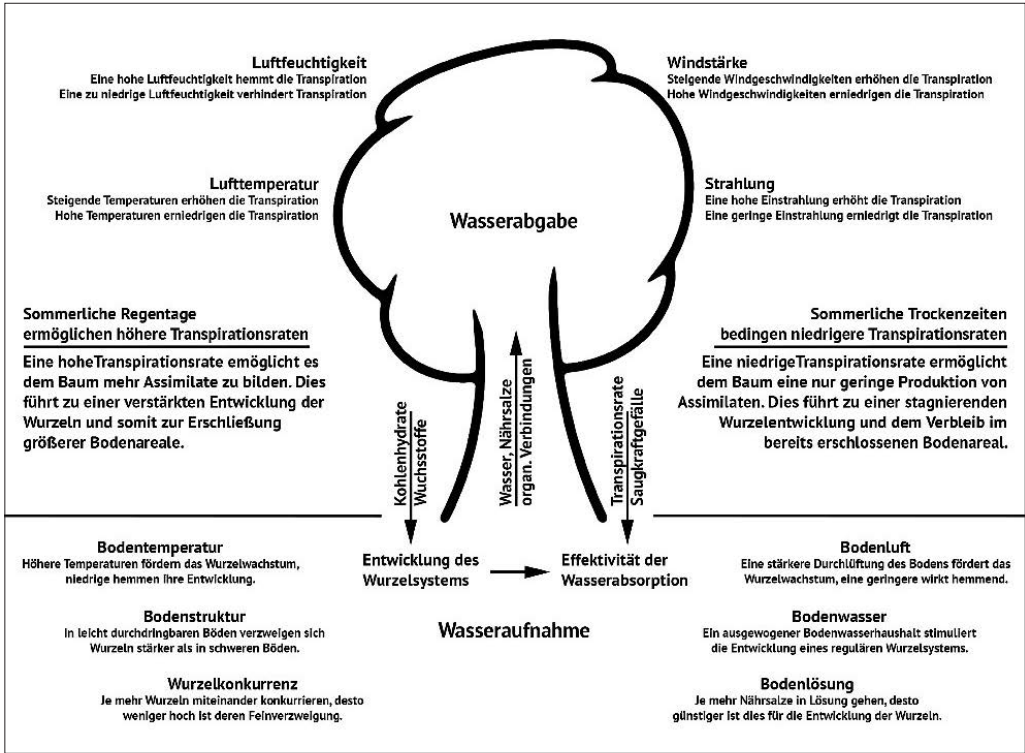 Luftfeuchtigkeit
Eine hohe Luftfeuchtigkeit hemmt die Transpiration
Eine zu niedrige Luftfeuchtigkeit verhindert Transpiration
Windstärke
Steigende Windgeschwindigkeiten erhöhen die Transpiration
Hohe Windgeschwindigkeiten erniedrigen die Transpiration
Lufttemperatur
Steigende Temperaturen erhöhen die Transpiration
Hohe Temperaturen erniedrigen die Transpiration
Strahlung
Eine hohe Einstrahlung erhöht die Transpiration
Eine geringe Einstrahlung erniedrigt die Transpiration
Wasserabgabe
Sommerliche Regentage
ermöglichen höhere Transpirationsraten
Eine hoheTranspirationsrate emöglicht es
dem Baum mehr Assimilate zu bilden. Dies
führt zu einer verstärkten Entwicklung der
Wurzeln und somit zur Erschließung
größerer Bodenareale.
Sommerliche Trockenzeiten
bedingen niedrigere Transpirationsraten
Eine niedrigeTranspirationsrate ermöglicht
dem Baum eine nur geringe Produktion von
Assimilaten. Dies führt zu einer stagnierenden
Wurzelentwicklung und dem Verbleib im
bereits erschlossenen Bodenareal.
Kohlenhydrate
Wuchsstoffe
Wasser, Nährsalze
organ. Verbindungen
Transpirationsrate
Saugkraftgefälle
Bodentemperatur
Höhere Temperaturen fördern das Wurzelwachstum,
niedrige hemmen ihre Entwicklung.
Entwicklung des
Wurzelsystems
Effektivität der
Wasserabsorption
Bodenluft
Eine stärkere Durchlüftung des Bodens fördert das
Wurzelwachstum, eine geringere wirkt hemmend.
Bodenstruktur
In leicht durchdringbaren Böden verzweigen sich
Wurzeln stärker als in schweren Böden.
Wasseraufnahme
Bodenwasser
Ein ausgewogener Bodenwasserhaushalt stimuliert
die Entwicklung eines regulären Wurzelsystems.
Wurzelkonkurrenz
Je mehr Wurzeln miteinander konkurrieren, desto
weniger hoch ist deren Feinverzweigung.
Bodenlösung
Je mehr Nährsalze in Lösung gehen, desto
günstiger ist dies für die Entwicklung der Wurzeln.